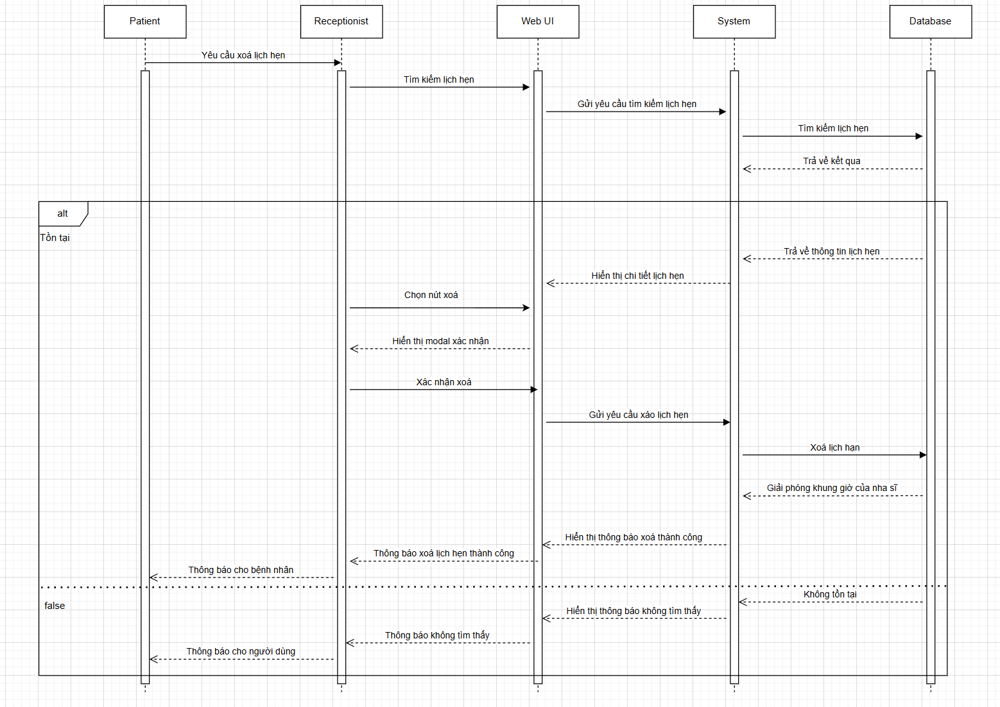 Patient
Receptionist
Web UI
System
Database
Yêu cầu xoá lịch hẹn
Tìm kiếm lịch hẹn
Gửi yêu cầu tìm kiếm lịch hẹn
Tìm kiếm lịch hẹn
Trả về kết qua
alt
Tồn tại
Trả về thông tin lịch hẹn
Hiển thị chi tiết lịch hẹn
Chọn nút xoá
Hiển thị modal xác nhận
Xác nhận xoá
Gửi yêu cầu xáo lịch hẹn
Xoá lịch hạn
Giải phóng khung giờ của nha sĩ
Hiển thị thông báo xoá thành công
Thông báo xoá lịch hẹn thành công
Thông báo cho bệnh nhân
Không tồn tại
false
Hiển thị thông báo không tìm thấy
Thông báo không tìm thấy
Thông báo cho người dùng